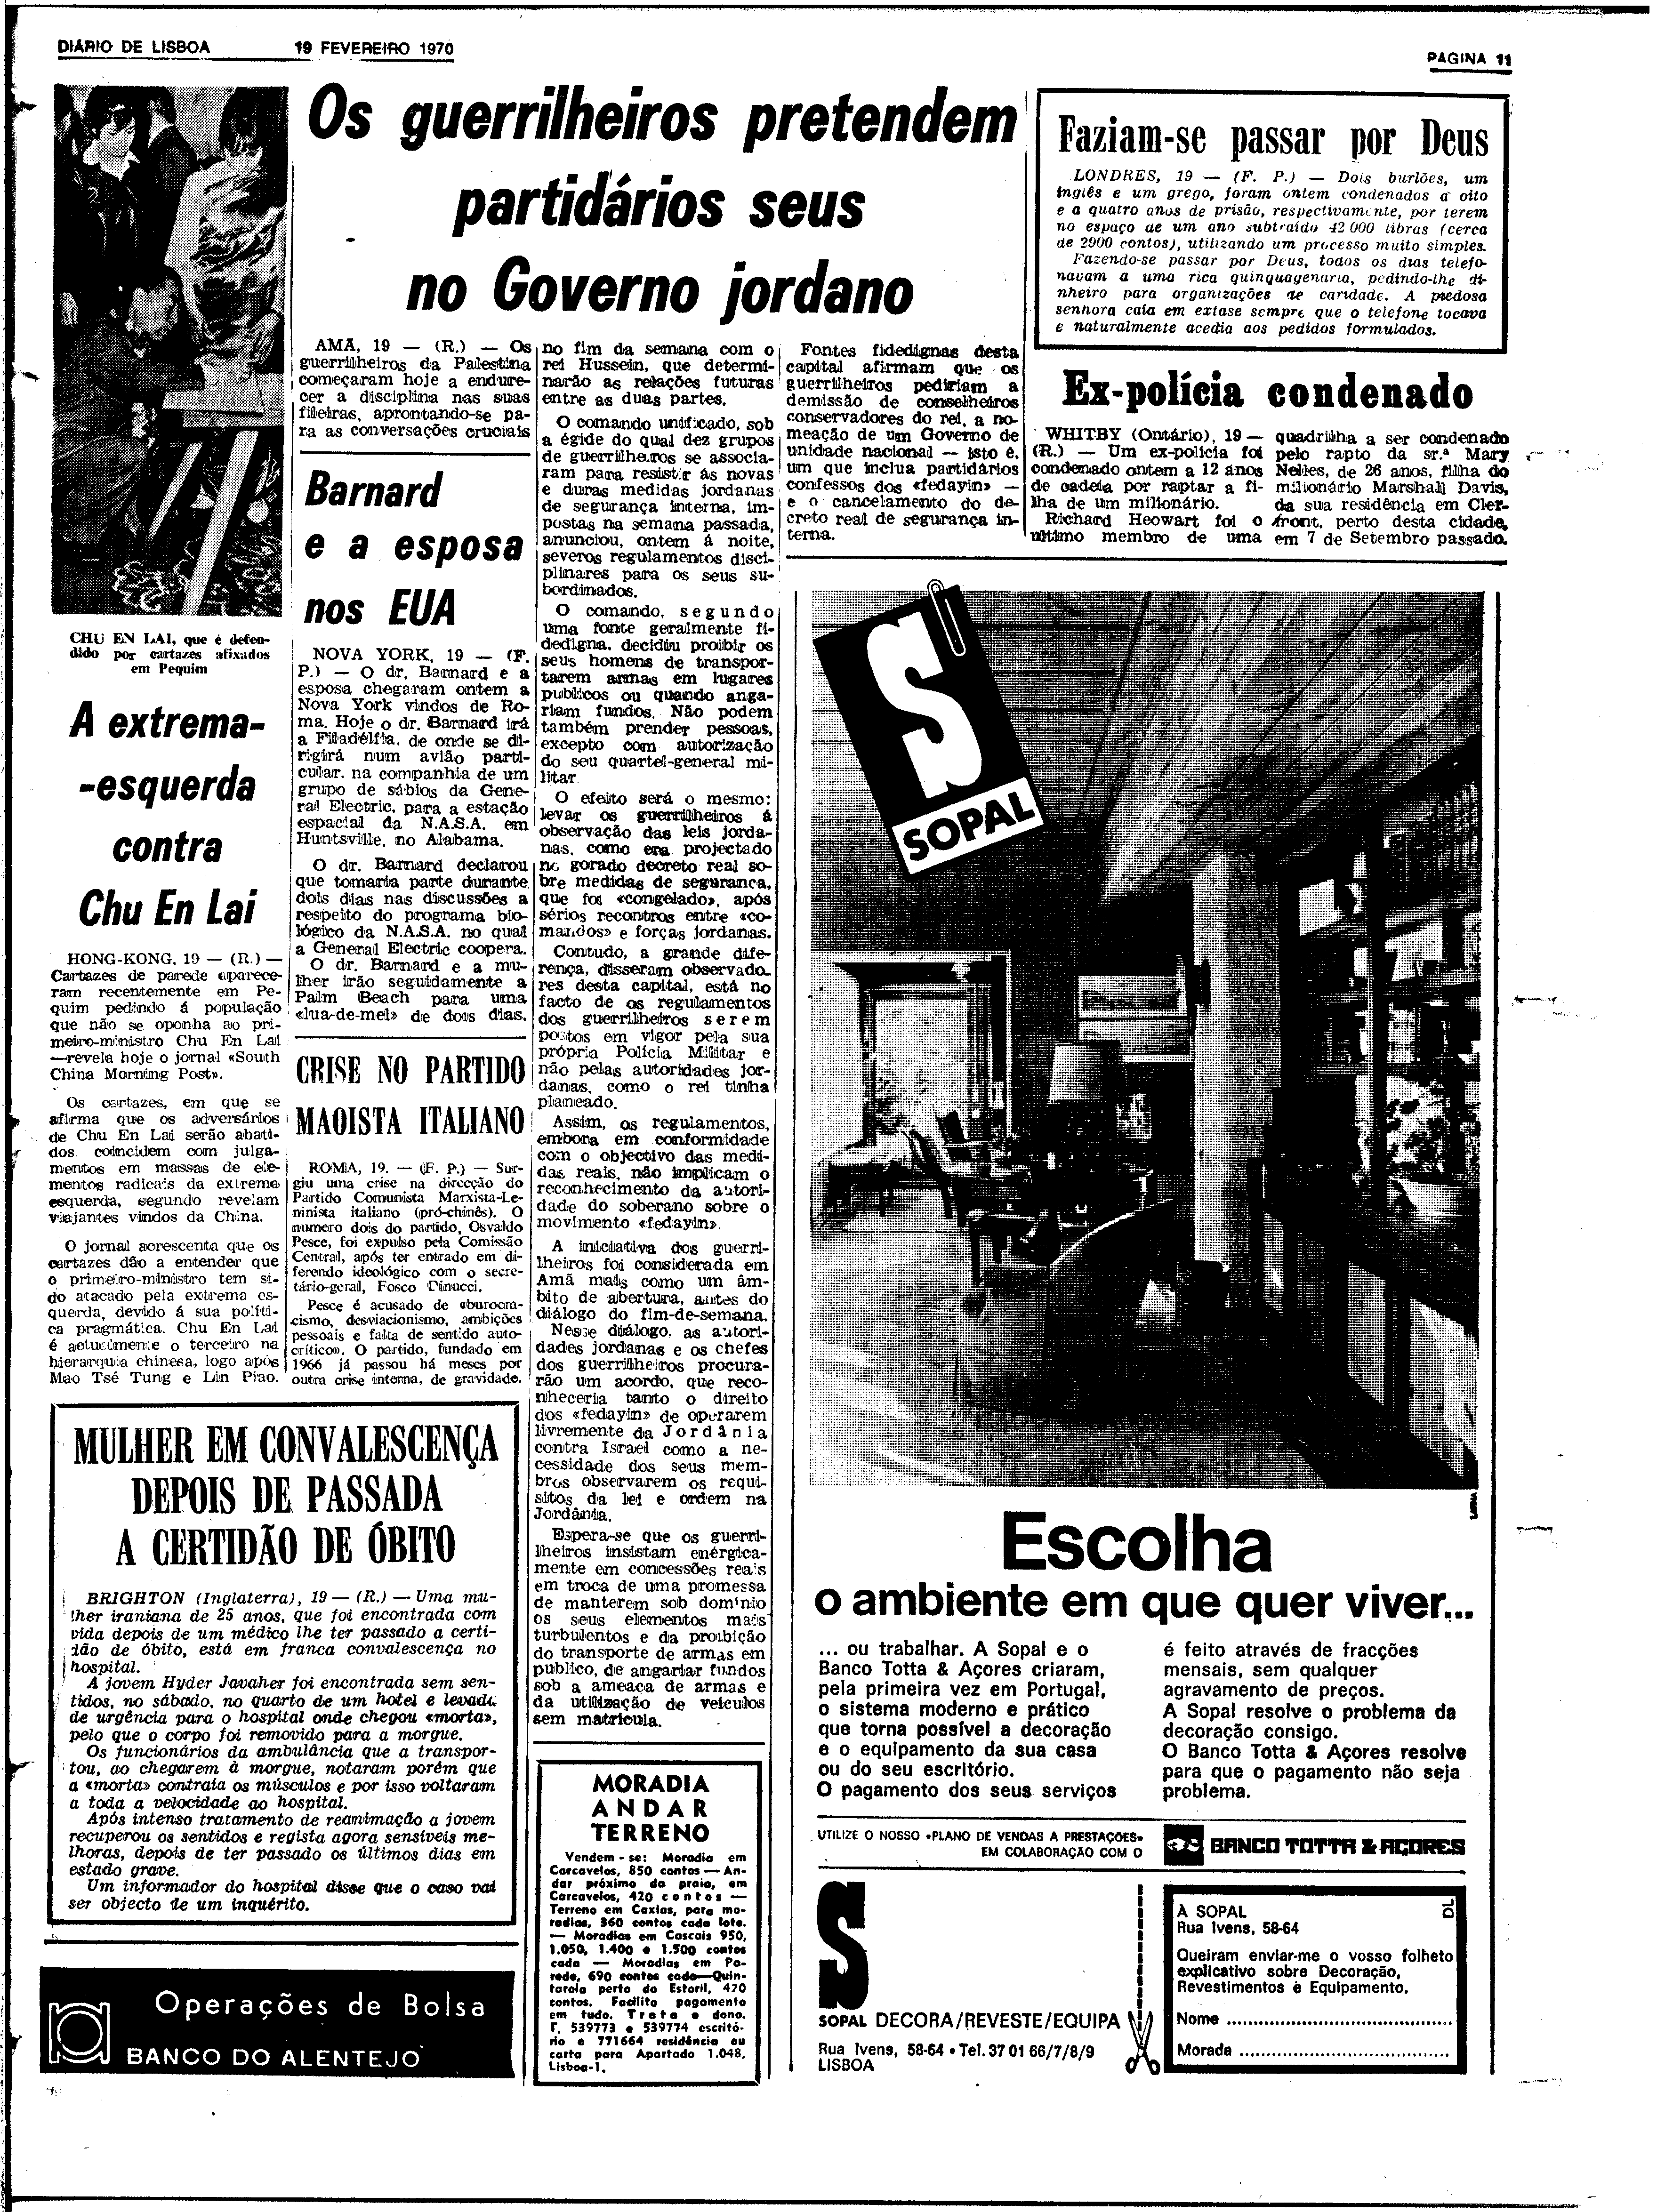 DIÁRIO DE LISBOA 19 FEVEREIRO 1970
PÁGINA 11
CHU EN LAI, que é defen-
dido por cartazes afixados
em Pequim
A extrema-
-esquerda
contra
Chu En Lai
HONG-KONG, 19 — (R.) —
Cartazes de parede aparece-
ram recentemente em Pe-
quim pedindo á população
que não se oponha ao pri-
meiro-ministro Chu En Lai
—revela hoje o jornal «South
China Morning Post».
Os cartazes, em que se
afirma que os adversários
de Chu En Lai serão abati-
dos, coincidem com julga-
mentos em massas de ele-
mentos radicais da extrema
esquerda, segundo revelam
viajantes vindos da China.
O jornal acrescenta que os
cartazes dão a entender que
o primeiro-ministro tem si-
do atacado pela extrema es-
querda, devido á sua políti-
ca pragmática. Chu En Lai
é actualmente o terceiro na
hierarquia chinesa, logo após
Mao Tsé Tung e Lin Piao.
Os guerrilheiros pretendem
partidários seus
no Governo jordano
AMÃ, 19 — (R.) — Os
guerrilheiros da Palestina
começaram hoje a endure-
cer a disciplina nas suas
fileiras, aprontando-se pa-
ra as conversações cruciais
no fim da semana com o
rei Hussein, que determi-
narão as relações futuras
entre as duas partes.
O comando unificado, sob
a égide do qual dez grupos
de guerrilheiros se associa-
ram para resistir ás novas
e duras medidas jordanas
de segurança interna, im-
postas na semana passada,
anunciou, ontem á noite,
severos regulamentos disci-
plinares para os seus su-
bordinados.
O comando, segundo
uma fonte geralmente fi-
dedigna, decidiu proibir os
seus homens de transpor-
tarem armas em lugares
publicos ou quando anga-
riam fundos. Não podem
também prender pessoas,
excepto com autorização
do seu quartel-general mi-
litar.
O efeito será o mesmo:
levar os guerrilheiros á
observação das leis jorda-
nas, como era projectado
no gorado decreto real so-
bre medidas de segurança,
que foi «congelado», após
sérios recontros entre «co-
mandos» e forças jordanas.
Contudo, a grande dife-
rença, disseram observado-
res desta capital, está no
facto de os regulamentos
dos guerrilheiros serem
postos em vigor pela sua
própria Polícia Militar e
não pelas autoridades jor-
danas, como o rei tinha
planeado.
Assim, os regulamentos,
embora em conformidade
com o objectivo das medi-
das reais, não implicam o
reconhecimento da autori-
dade do soberano sobre o
movimento «fedayin».
A iniciativa dos guerri-
lheiros foi considerada em
Amã mais como um âm-
bito de abertura, antes do
diálogo do fim-de-semana.
Nesse diálogo, as autori-
dades jordanas e os chefes
dos guerrilheiros procura-
rão um acordo, que reco-
nheceria tanto o direito
dos «fedayin» de operarem
livremente da Jordânia
contra Israel como a ne-
cessidade dos seus mem-
bros observarem os requi-
sitos da lei e ordem na
Jordânia.
Espera-se que os guerri-
lheiros insistam enérgica-
mente em concessões reais
em troca de uma promessa
de manterem sob domínio
os seus elementos mais
turbulentos e da proibição
do transporte de armas em
publico, de angariar fundos
sob a ameaça de armas e
da utilização de veículos
sem matrícula.
Fontes fidedignas desta
capital afirmam que os
guerrilheiros pediriam a
demissão de conselheiros
conservadores do rei, a no-
meação de um Governo de
unidade nacional — isto é,
um que inclua partidários
confessos dos «fedayin» —
e o cancelamento do de-
creto real de segurança in-
terna.
Barnard
e a esposa
nos EUA
NOVA YORK, 19 — (F.
P.) — O dr. Barnard e a
esposa chegaram ontem a
Nova York vindos de Ro-
ma. Hoje o dr. Barnard irá
a Filadélfia, de onde se di-
rigirá num avião parti-
cular, na companhia de um
grupo de sábios da Gene-
ral Electric, para a estação
espacial da N.A.S.A. em
Huntsville, no Alabama.
O dr. Barnard declarou
que tomaria parte durante
dois dias nas discussões a
respeito do programa bio-
lógico da N.A.S.A. no qual
a General Electric coopera.
O dr. Barnard e a mu-
lher irão seguidamente a
Palm Beach para uma
«lua-de-mel» de dois dias.
CRISE NO PARTIDO
MAOISTA ITALIANO
ROMA, 19. — (F. P.) — Sur-
giu uma crise na direcção do
Partido Comunista Marxista-Le-
ninista italiano (pró-chinês). O
numero dois do partido, Osvaldo
Pesce, foi expulso pela Comissão
Central, após ter entrado em di-
ferendo ideológico com o secre-
tário-geral, Fosco Dinucci.
Pesce é acusado de «burocra-
cismo, desviacionismo, ambições
pessoais e falta de sentido auto-
crítico». O partido, fundado em
1966 já passou há meses por
outra crise interna, de gravidade.
Faziam-se passar por Deus
LONDRES, 19 — (F. P.) — Dois burlões, um
inglês e um grego, foram ontem condenados a oito
e a quatro anos de prisão, respectivamente, por terem
no espaço de um ano subtraído 42 000 libras (cerca
de 2900 contos), utilizando um processo muito simples.
Fazendo-se passar por Deus, todos os dias telefo-
navam a uma rica quinquagenaria, pedindo-lhe di-
nheiro para organizações de caridade. A piedosa
senhora caía em extase sempre que o telefone tocava
e naturalmente acedia aos pedidos formulados.
Ex-polícia condenado
WHITBY (Ontário), 19 —
(R.) — Um ex-polícia foi
condenado ontem a 12 anos
de cadeia por raptar a fi-
lha de um milionário.
Richard Heowart foi o
ultimo membro de uma
quadrilha a ser condenado
pelo rapto da sr.ª Mary
Nelles, de 26 anos, filha do
milionário Marshall Davis,
da sua residência em Cler-
front, perto desta cidade,
em 7 de Setembro passado.
MULHER EM CONVALESCENÇA
DEPOIS DE PASSADA
A CERTIDÃO DE ÓBITO
BRIGHTON (Inglaterra), 19 — (R.) — Uma mu-
lher iraniana de 25 anos, que foi encontrada com
vida depois de um médico lhe ter passado a certi-
dão de óbito, está em franca convalescença no
hospital.
A jovem Hyder Javaher foi encontrada sem sen-
tidos, no sábado, no quarto de um hotel e levada
de urgência para o hospital onde chegou «morta»,
pelo que o corpo foi removido para a morgue.
Os funcionários da ambulância que a transpor-
tou, ao chegarem à morgue, notaram porém que
a «morta» contraía os músculos e por isso voltaram
a toda a velocidade ao hospital.
Após intenso tratamento de reanimação a jovem
recuperou os sentidos e regista agora sensíveis me-
lhoras, depois de ter passado os últimos dias em
estado grave.
Um informador do hospital disse que o caso vai
ser objecto de um inquérito.
Operações de Bolsa
BANCO DO ALENTEJO
MORADIA
ANDAR
TERRENO
Vendem-se: Moradia em
Carcavelos, 850 contos — An-
dar próximo da praia, em
Carcavelos, 420 contos —
Terreno em Caxias, para mo-
radias, 360 contos cada lote.
— Moradias em Cascais 950,
1.050, 1.400 e 1.500 contos
cada — Moradias em Pa-
rede, 690 contos cada—Quin-
tarola perto do Estoril, 470
contos. Facilito pagamento
em tudo. Trata o dono.
T. 539773 e 539774 escritó-
rio e 771664 residência ou
carta para Apartado 1.048,
Lisboa-1.
S
SOPAL
LATINA
Escolha
o ambiente em que quer viver...
... ou trabalhar. A Sopal e o
Banco Totta & Açores criaram,
pela primeira vez em Portugal,
o sistema moderno e prático
que torna possível a decoração
e o equipamento da sua casa
ou do seu escritório.
O pagamento dos seus serviços
é feito através de fracções
mensais, sem qualquer
agravamento de preços.
A Sopal resolve o problema da
decoração consigo.
O Banco Totta & Açores resolve
para que o pagamento não seja
problema.
UTILIZE O NOSSO «PLANO DE VENDAS A PRESTAÇÕES»
EM COLABORAÇÃO COM O
BANCO TOTTA & AÇORES
S
SOPAL DECORA/REVESTE/EQUIPA
Rua Ivens, 58-64 • Tel. 37 01 66/7/8/9
LISBOA
À SOPAL
Rua Ivens, 58-64
DL
Queiram enviar-me o vosso folheto
explicativo sobre Decoração,
Revestimentos e Equipamento.
Nome ..........
Morada ..........